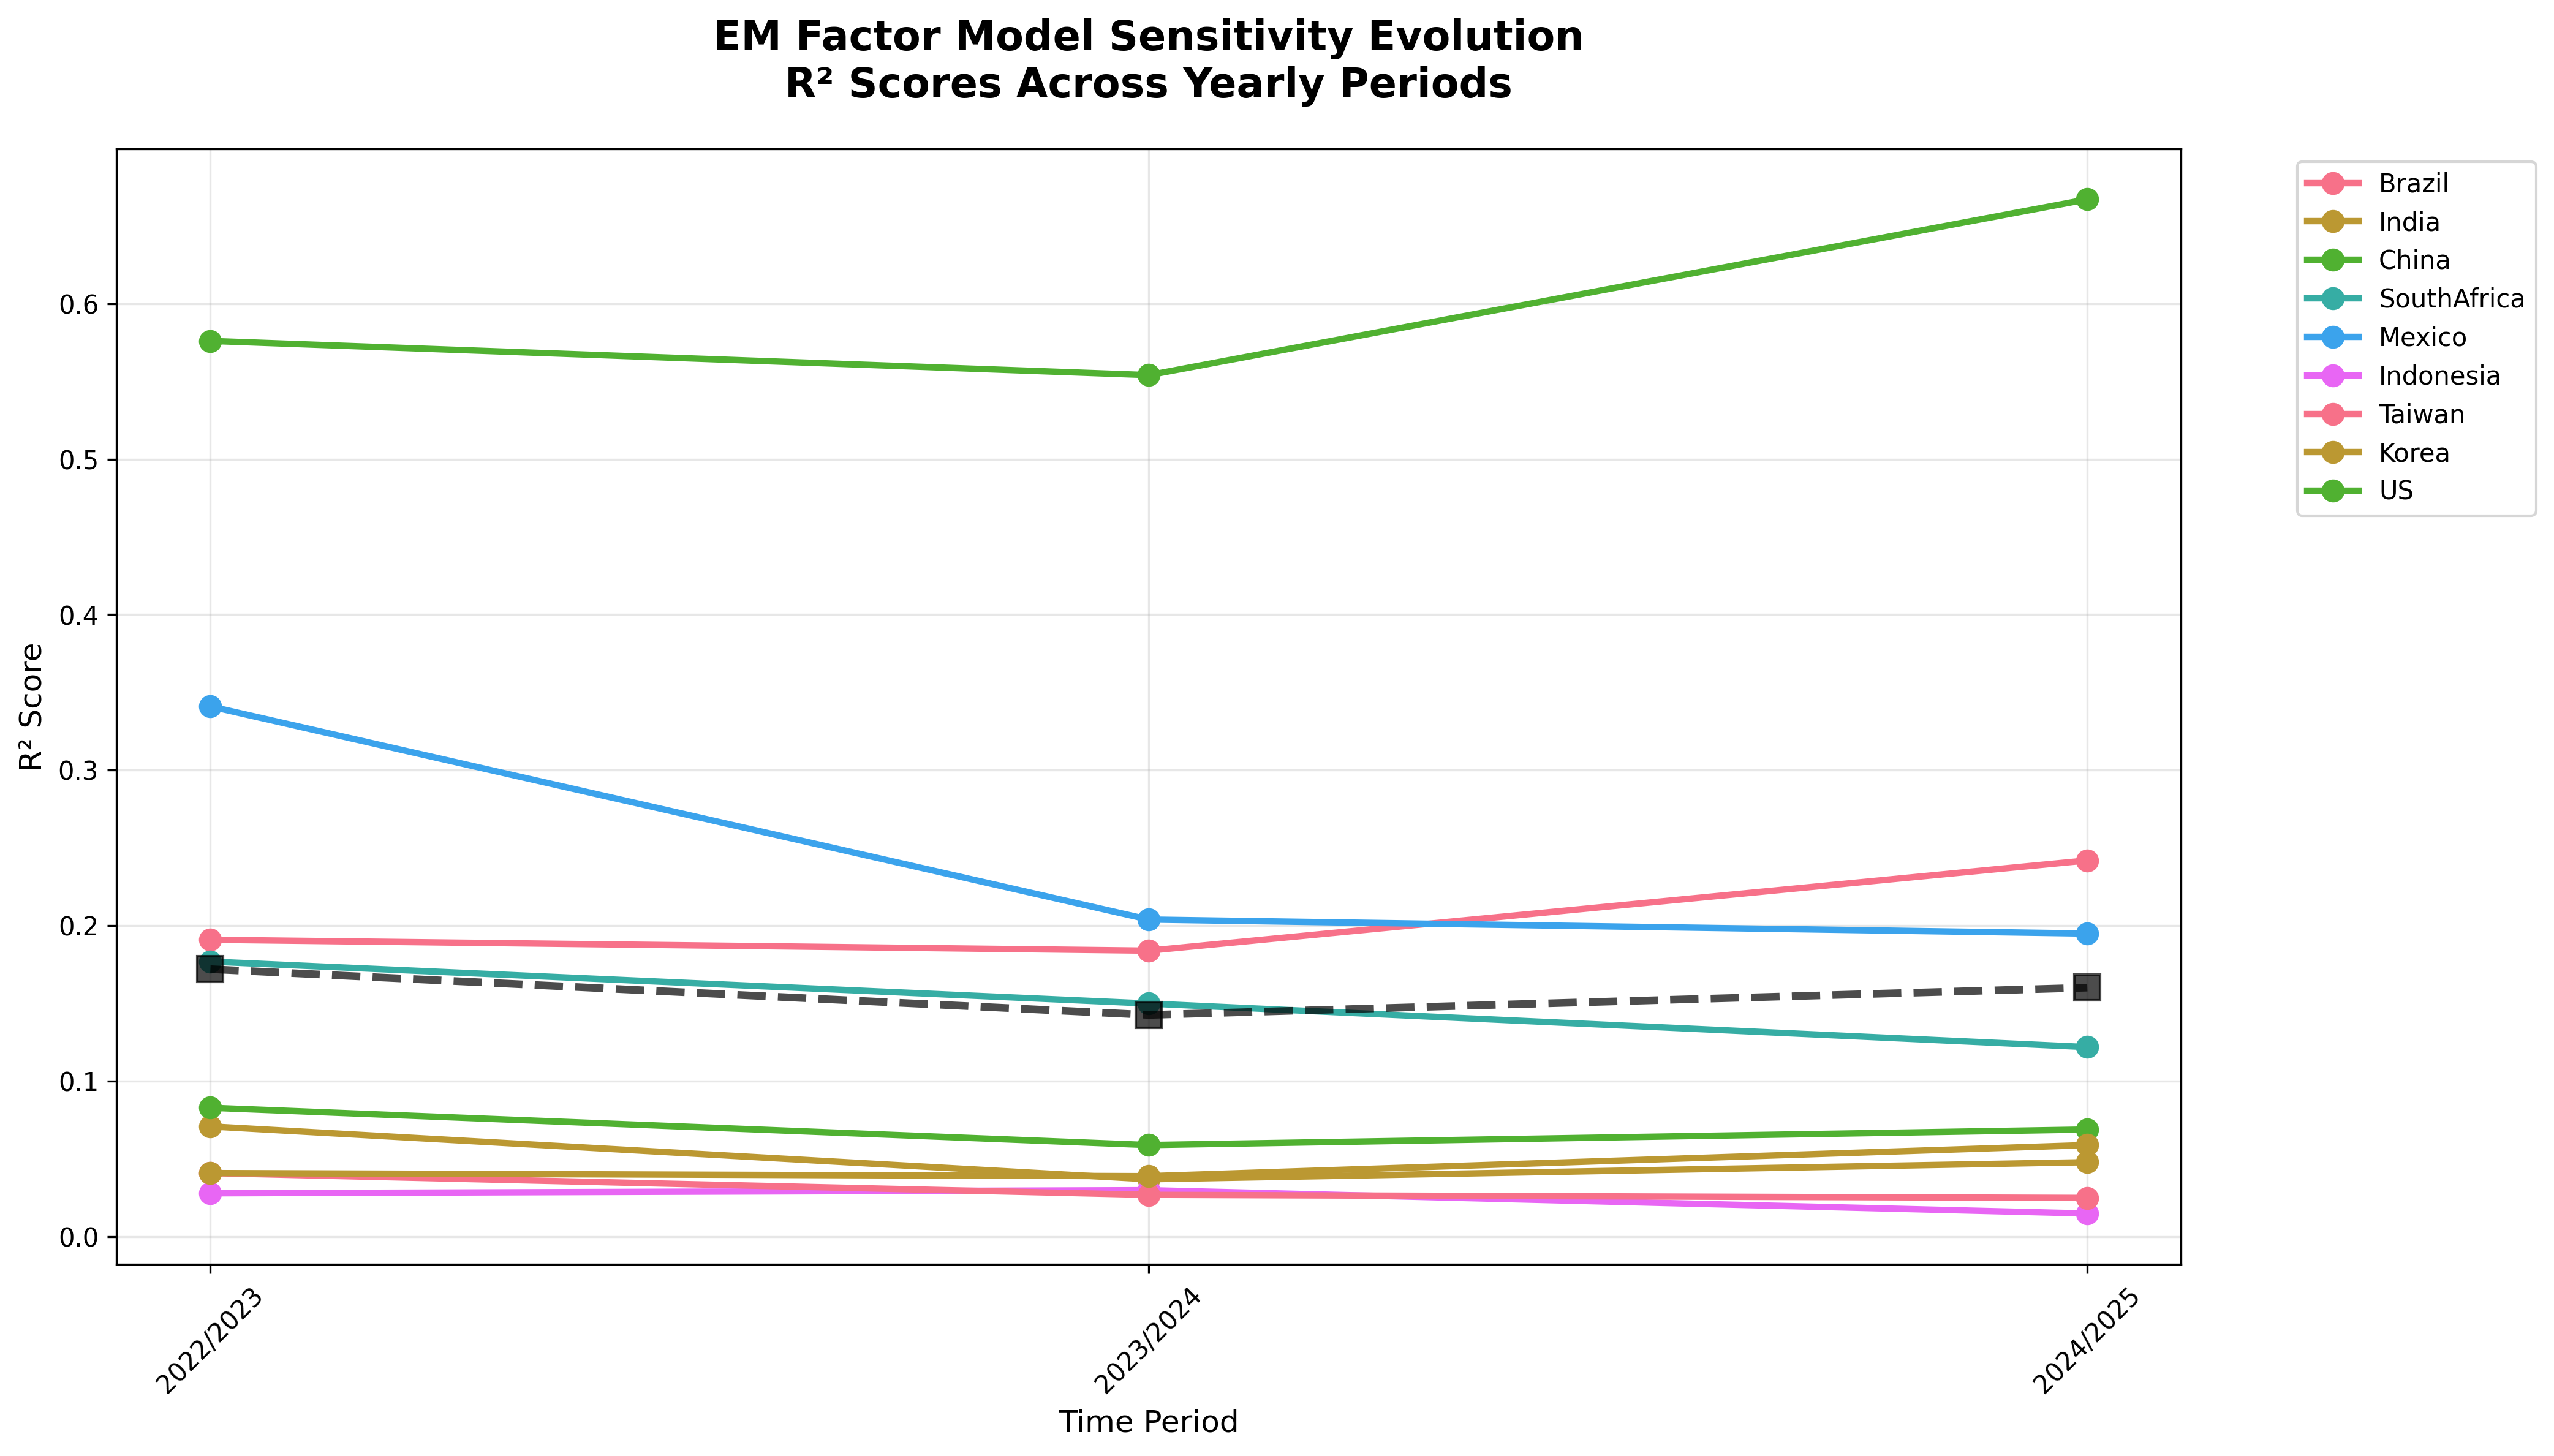 EM Factor Model Sensitivity Evolution
R² Scores Across Yearly Periods
Brazil
India
China
SouthAfrica
Mexico
Indonesia
Taiwan
Korea
US
R² Score
0.6
0.5
0.4
0.3
0.2
0.1
0.0
2022/2023
2023/2024
2024/2025
Time Period